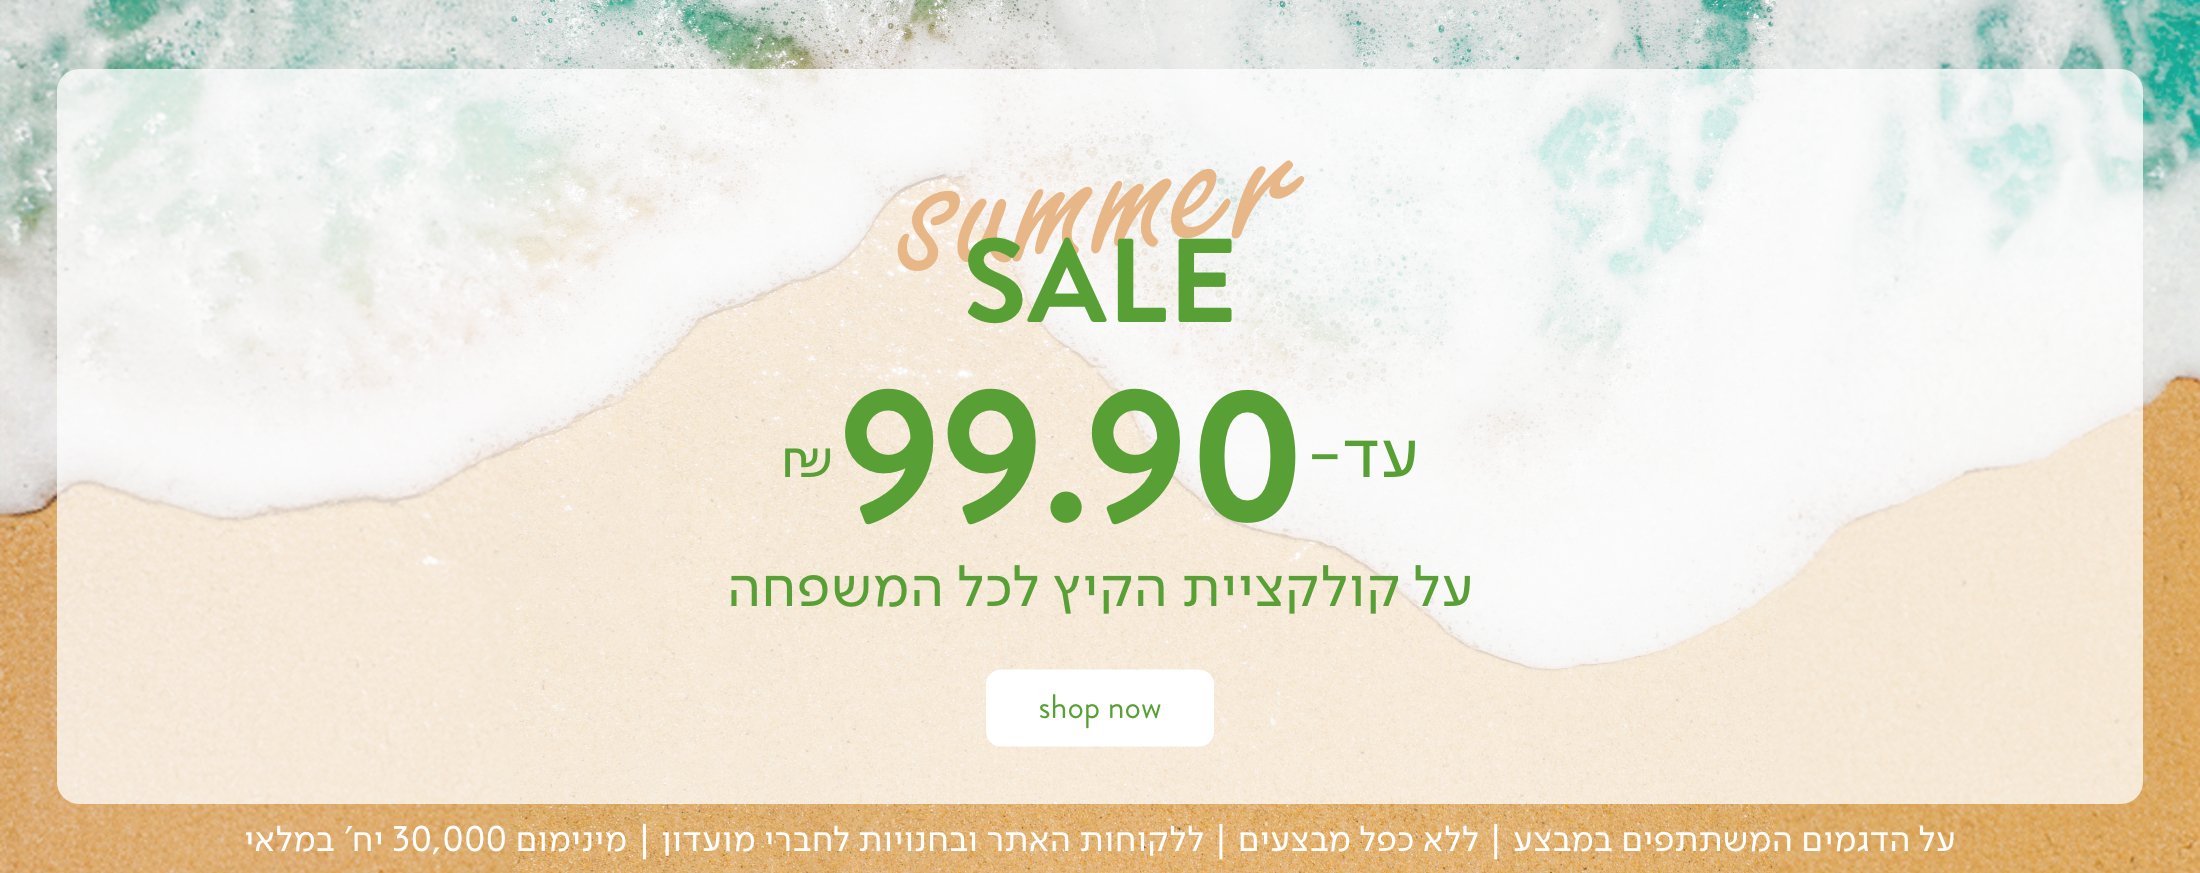 summer
SALE
עד- 99.90 ₪
על קולקציית הקיץ לכל המשפחה
shop now
על הדגמים המשתתפים במבצע | ללא כפל מבצעים | ללקוחות האתר ובחנויות לחברי מועדון | מינימום 30,000 יח' במלאי